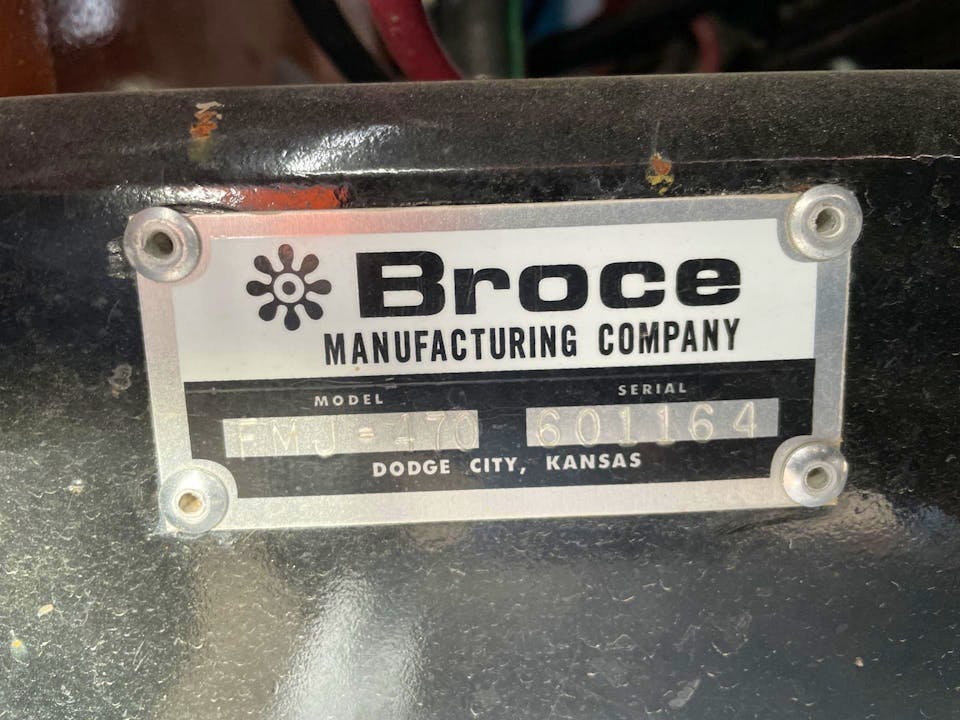 Broce
MANUFACTURING COMPANY
MODEL SERIAL
FMJ-470 601164
DODGE CITY, KANSAS